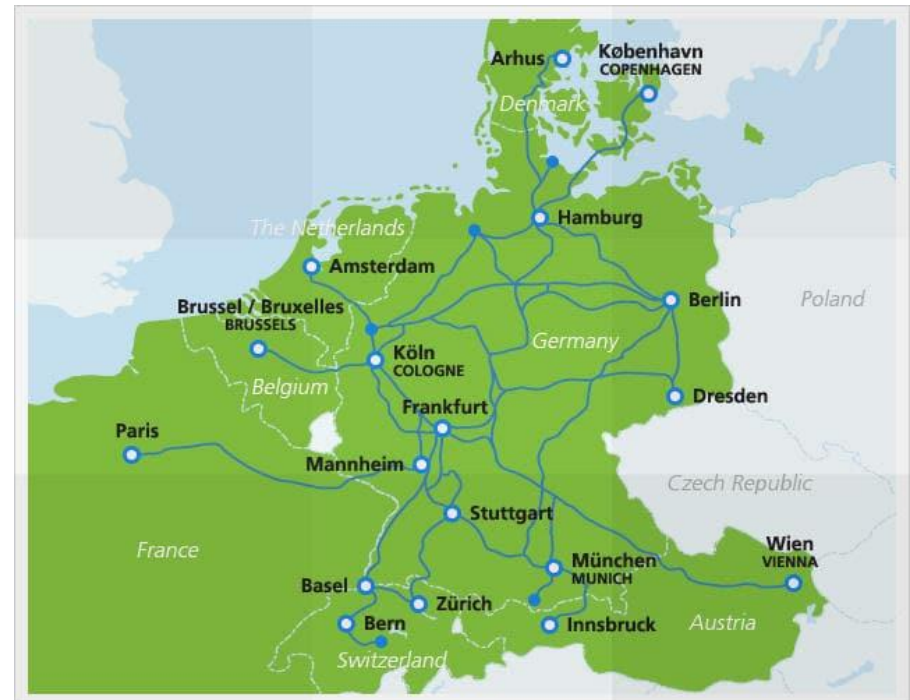 Arhus
København
COPENHAGEN
Denmark
Hamburg
The Netherlands
Amsterdam
Brussel / Bruxelles
BRUSSELS
Berlin
Poland
Germany
Köln
COLOGNE
Belgium
Dresden
Frankfurt
Paris
Mannheim
Czech Republic
Stuttgart
France
Wien
VIENNA
München
MUNICH
Basel
Zürich
Bern
Innsbruck
Austria
Switzerland